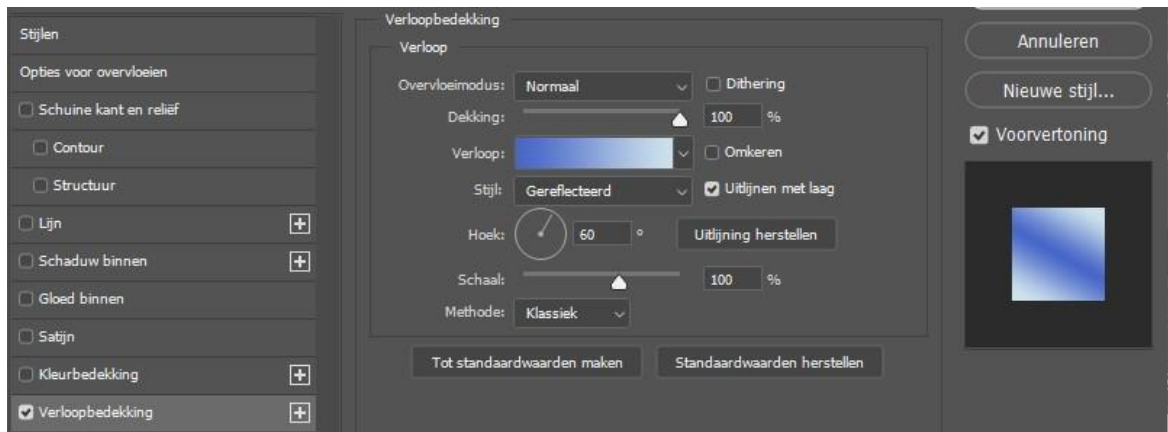 Stijlen
Opties voor overvloeien
Schuine kant en reliëf
Contour
Structuur
Lijn
Schaduw binnen
Gloed binnen
Satijn
Kleurbedekking
Verloopbedekking
Verloopbedekking
Verloop
Overvloeimodus: Normaal Dithering
Dekking: 100 %
Verloop: Omkeren
Stijl: Gereflecteerd Uitlijnen met laag
Hoek: 60 ° Uitlijning herstellen
Schaal: 100 %
Methode: Klassiek
Tot standaardwaarden maken Standaardwaarden herstellen
Annuleren
Nieuwe stijl...
Voorvertoning